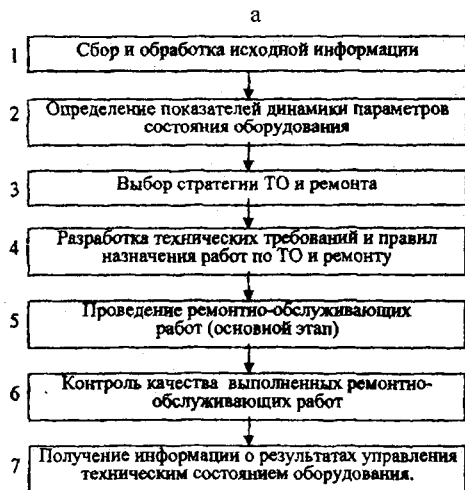 а
1 Сбор и обработка исходной информации
2 Определение показателей динамики параметров
состояния оборудования
3 Выбор стратегии ТО и ремонта
4 Разработка технических требований и правил
назначения работ по ТО и ремонту
5 Проведение ремонтно-обслуживающих
работ (основной этап)
6 Контроль качества выполненных ремонтно-
обслуживающих работ
7 Получение информации о результатах управления
техническим состоянием оборудования.